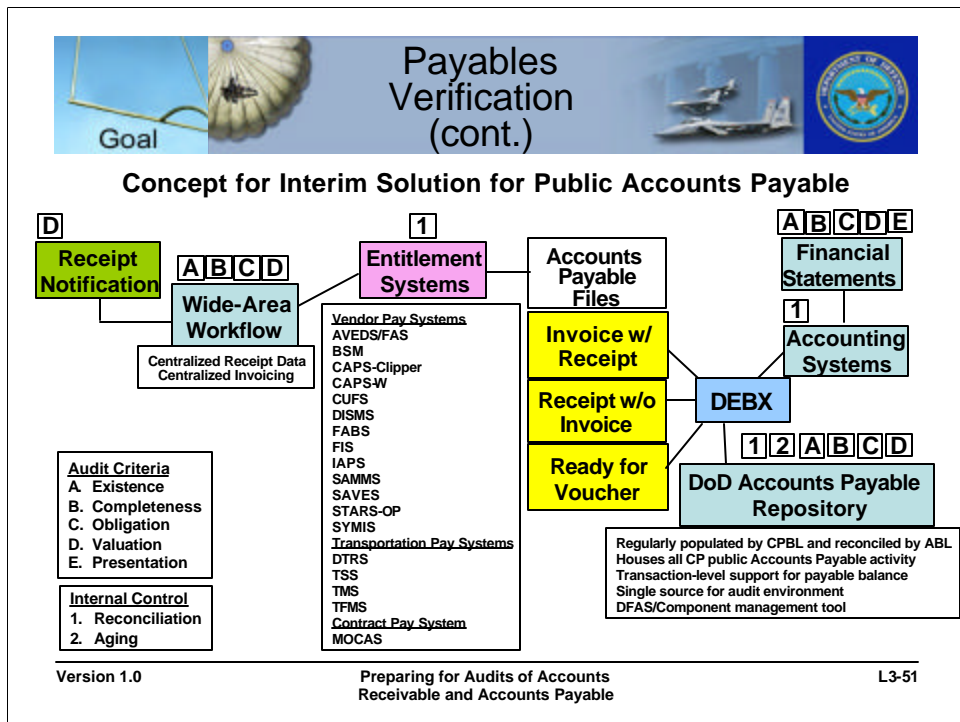 Goal
Payables
Verification
(cont.)
DEPARTMENT OF DEFENSE
UNITED STATES OF AMERICA
Concept for Interim Solution for Public Accounts Payable
D
Receipt
Notification
A B C D
Wide-Area
Workflow
Centralized Receipt Data
Centralized Invoicing
1
Entitlement
Systems
Vendor Pay Systems
AVEDS/FAS
BSM
CAPS-Clipper
CAPS-W
CUFS
DISMS
FABS
FIS
IAPS
SAMMS
SAVES
STARS-OP
SYMIS
Transportation Pay Systems
DTRS
TSS
TMS
TFMS
Contract Pay System
MOCAS
Accounts
Payable
Files
Invoice w/
Receipt
Receipt w/o
Invoice
Ready for
Voucher
DEBX
A B C D E
Financial
Statements
1
Accounting
Systems
1 2 A B C D
DoD Accounts Payable
Repository
Regularly populated by CPBL and reconciled by ABL
Houses all CP public Accounts Payable activity
Transaction-level support for payable balance
Single source for audit environment
DFAS/Component management tool
Audit Criteria
A. Existence
B. Completeness
C. Obligation
D. Valuation
E. Presentation
Internal Control
1. Reconciliation
2. Aging
Version 1.0
Preparing for Audits of Accounts
Receivable and Accounts Payable
L3-51